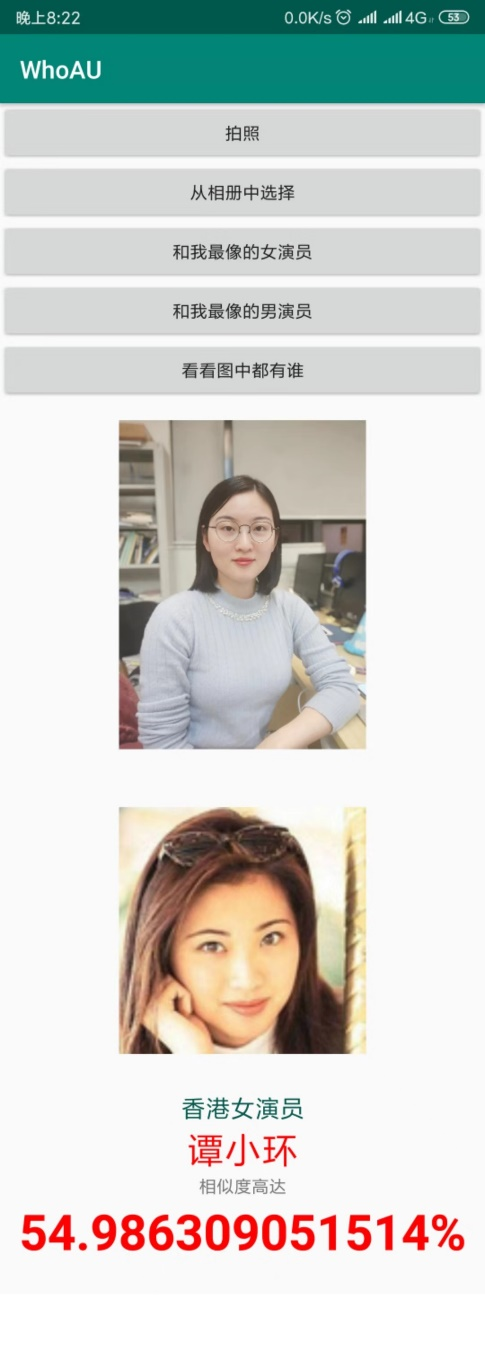 晚上8:22 0.0K/s 4G 53
WhoAU
拍照
从相册中选择
和我最像的女演员
和我最像的男演员
看看图中都有谁
香港女演员
谭小环
相似度高达
54.986309051514%